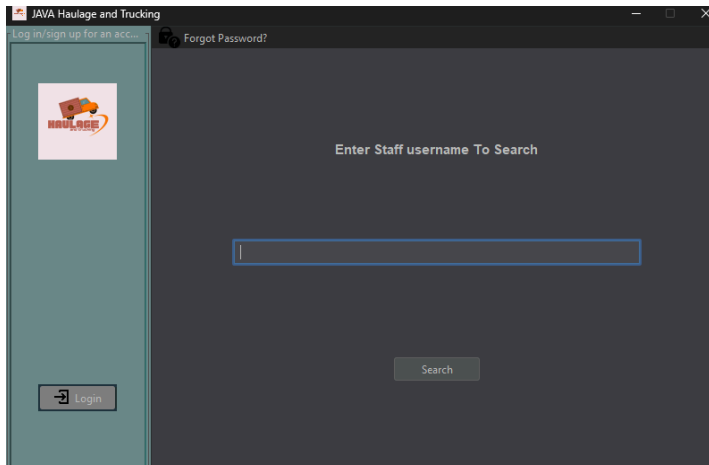 JAVA Haulage and Trucking
Log in/sign up for an acc...
Forgot Password?
HAULAGE
Enter Staff username To Search
Search
Login